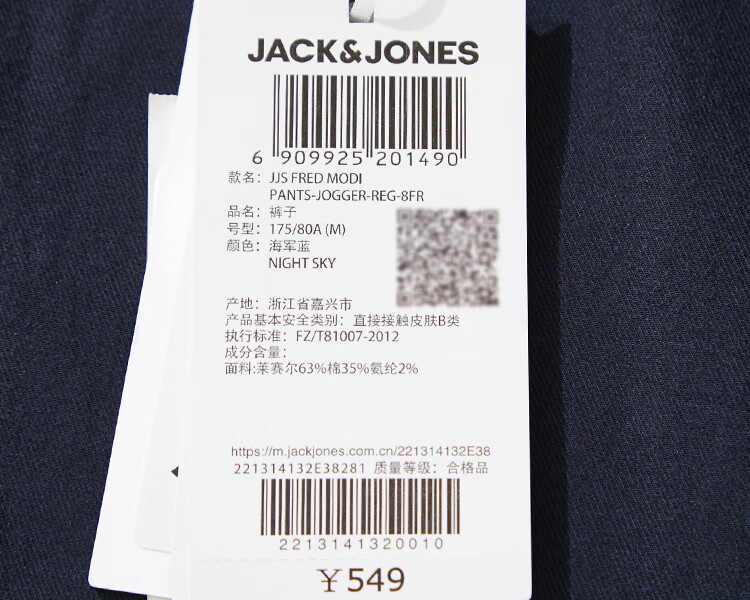 JACK&JONES
6 909925 201490
款名: JJS FRED MODI
PANTS-JOGGER-REG-8FR
品名: 裤子
号型: 175/80A (M)
颜色: 海军蓝
NIGHT SKY
产地: 浙江省嘉兴市
产品基本安全类别: 直接接触皮肤B类
执行标准: FZ/T81007-2012
成分含量:
面料:莱赛尔63%棉35%氨纶2%
https://m.jackjones.com.cn/221314132E38
221314132E38281 质量等级: 合格品
2213141320010
￥549